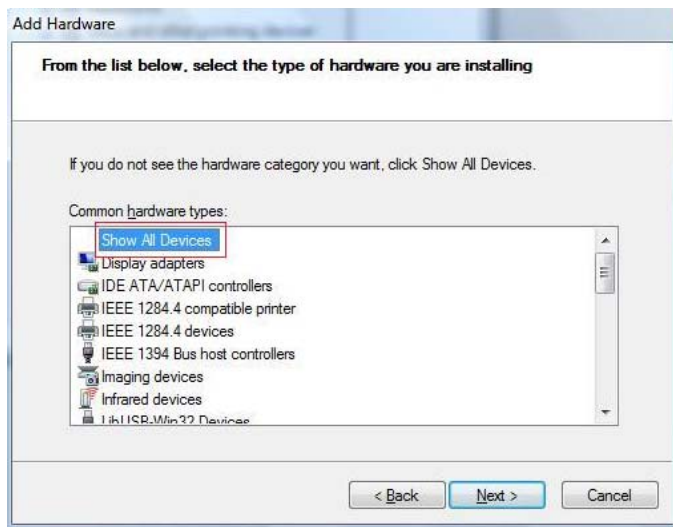 Add Hardware
From the list below, select the type of hardware you are installing
If you do not see the hardware category you want, click Show All Devices.
Common hardware types:
Show All Devices
Display adapters
IDE ATA/ATAPI controllers
IEEE 1284.4 compatible printer
IEEE 1284.4 devices
IEEE 1394 Bus host controllers
Imaging devices
Infrared devices
LibUSB-Win32 Devices
< Back Next > Cancel